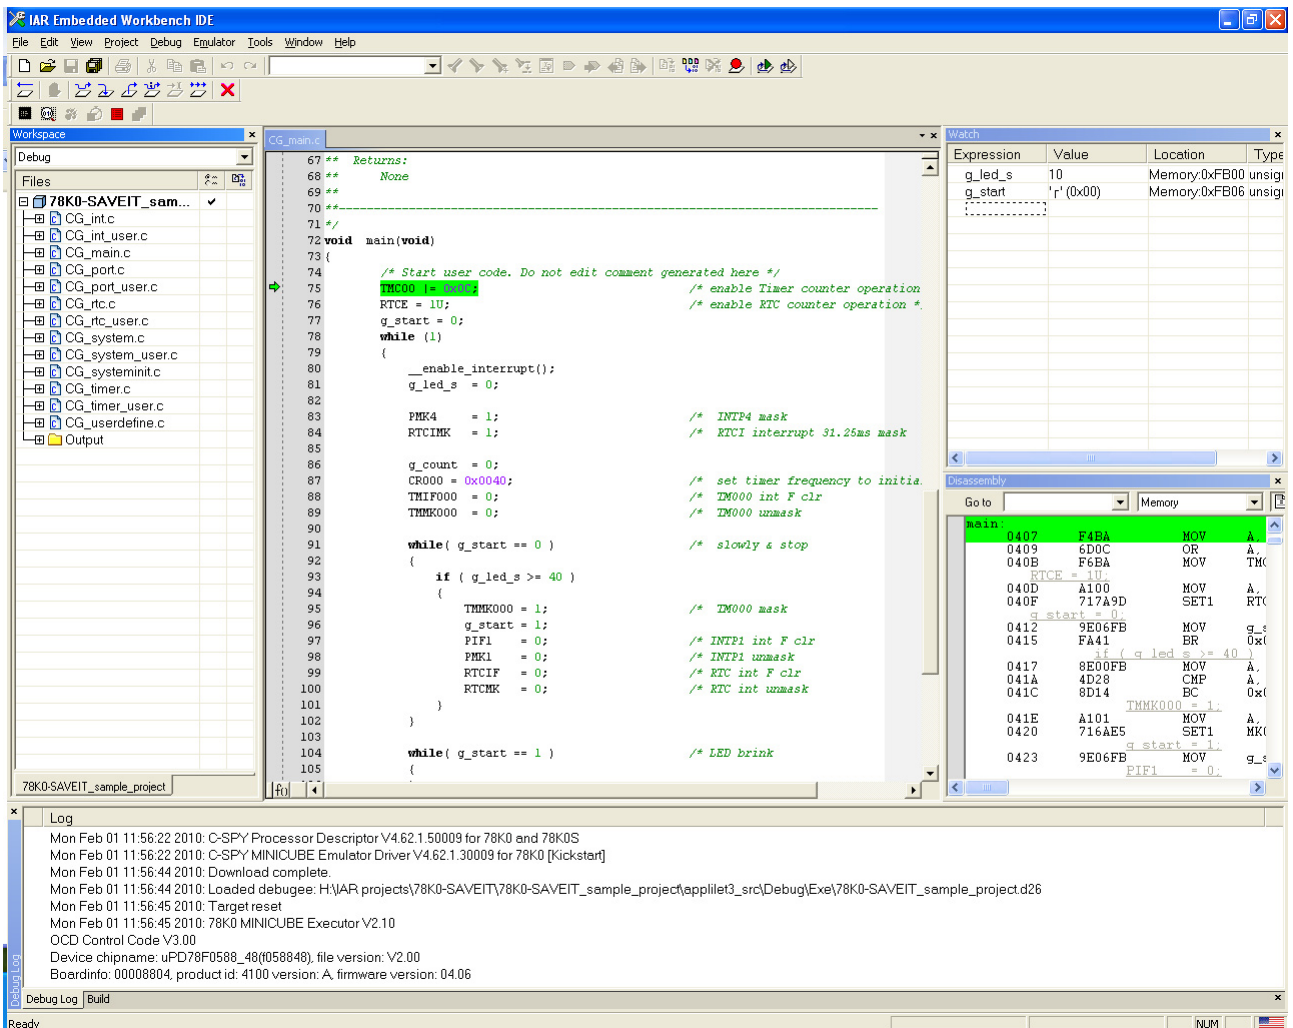 IAR Embedded Workbench IDE
File Edit View Project Debug Emulator Tools Window Help
Workspace
Debug
Files
78K0-SAVEIT_sam...
CG_int.c
CG_int_user.c
CG_main.c
CG_port.c
CG_port_user.c
CG_rtc.c
CG_rtc_user.c
CG_system.c
CG_system_user.c
CG_systeminit.c
CG_timer.c
CG_timer_user.c
CG_userdefine.c
Output
78K0-SAVEIT_sample_project
CG_main.c
67 ** Returns:
68 ** None
69 **
70 **-----------------------------------------------------------------------------
71 */
72 void main(void)
73 {
74 /* Start user code. Do not edit comment generated here */
75 TMC00 |= 0x0C; /* enable Timer counter operation
76 RTCE = 1U; /* enable RTC counter operation *
77 g_start = 0;
78 while (1)
79 {
80 __enable_interrupt();
81 g_led_s = 0;
82
83 PMK4 = 1; /* INTP4 mask
84 RTCIMK = 1; /* RTCI interrupt 31.25ms mask
85
86 g_count = 0;
87 CR000 = 0x0040; /* set timer frequency to initia
88 TMIF000 = 0; /* TM000 int F clr
89 TMMK000 = 0; /* TM000 unmask
90
91 while( g_start == 0 ) /* slowly & stop
92 {
93 if ( g_led_s >= 40 )
94 {
95 TMMK000 = 1; /* TM000 mask
96 g_start = 1;
97 PIF1 = 0; /* INTP1 int F clr
98 PMK1 = 0; /* INTP1 unmask
99 RTCIF = 0; /* RTC int F clr
100 RTCMK = 0; /* RTC int unmask
101 }
102 }
103
104 while( g_start == 1 ) /* LED brink
105 {
f()
Watch
Expression Value Location Type
g_led_s 10 Memory:0xFB00 unsig
g_start 'r' (0x00) Memory:0xFB06 unsig
Disassembly
Go to Memory
main:
0407 F4BA MOV A,
0409 6D0C OR A,
040B F6BA MOV TM
RTCE = 1U;
040D A100 MOV A,
040F 717A9D SET1 RT
g_start = 0;
0412 9E06FB MOV g_s
0415 FA41 BR 0x
if ( g_led_s >= 40 )
0417 8E00FB MOV A,
041A 4D28 CMP A,
041C 8D14 BC 0x
TMMK000 = 1;
041E A101 MOV A,
0420 716AE5 SET1 MK
g_start = 1;
0423 9E06FB MOV g_s
PIF1 = 0;
Log
Mon Feb 01 11:56:22 2010: C-SPY Processor Descriptor V4.62.1.50009 for 78K0 and 78K0S
Mon Feb 01 11:56:22 2010: C-SPY MINICUBE Emulator Driver V4.62.1.30009 for 78K0 [Kickstart]
Mon Feb 01 11:56:44 2010: Download complete.
Mon Feb 01 11:56:44 2010: Loaded debugee: H:\IAR projects\78K0-SAVEIT\78K0-SAVEIT_sample_project\applilet3_src\Debug\Exe\78K0-SAVEIT_sample_project.d26
Mon Feb 01 11:56:45 2010: Target reset
Mon Feb 01 11:56:45 2010: 78K0 MINICUBE Executor V2.10
OCD Control Code V3.00
Device chipname: uPD78F0588_48(f058848), file version: V2.00
Boardinfo: 00008804, product id: 4100 version: A, firmware version: 04.06
Debug Log
Debug Log Build
Ready NUM